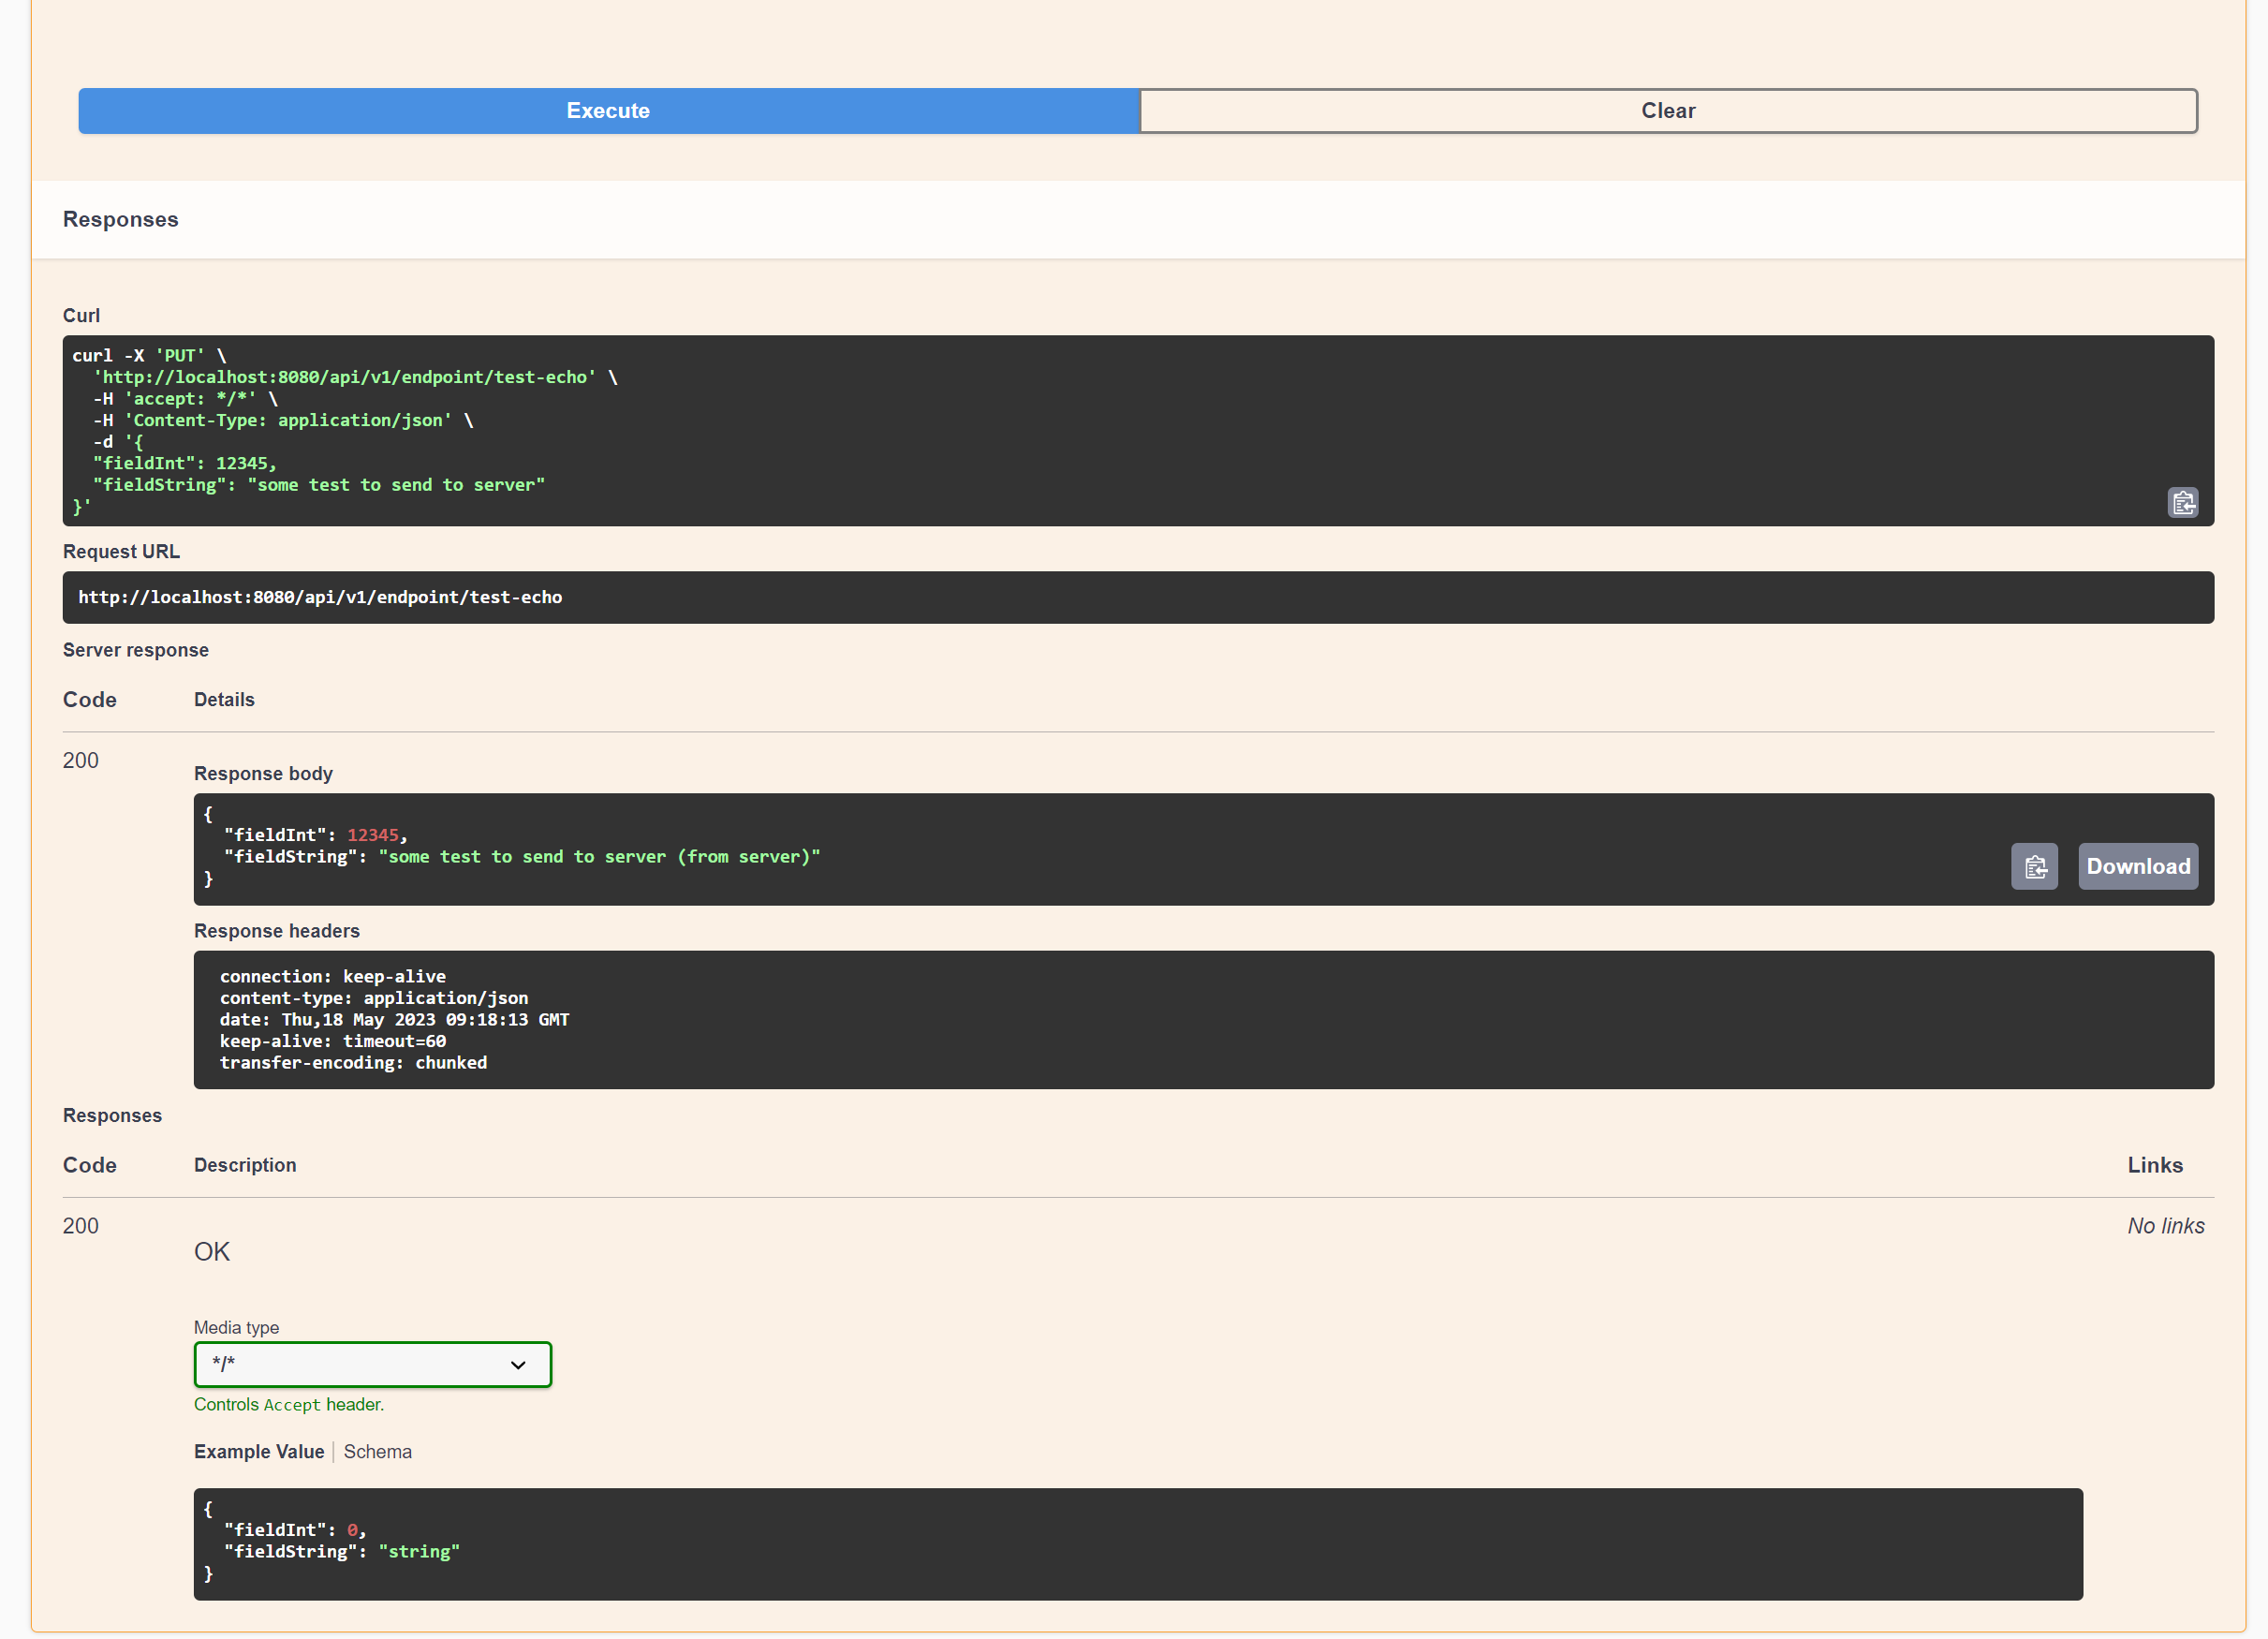 Execute
Clear
Responses
Curl
curl -X 'PUT' \
  'http://localhost:8080/api/v1/endpoint/test-echo' \
  -H 'accept: */*' \
  -H 'Content-Type: application/json' \
  -d '{
  "fieldInt": 12345,
  "fieldString": "some test to send to server"
}'
Request URL
http://localhost:8080/api/v1/endpoint/test-echo
Server response
Code Details
200
Response body
{
  "fieldInt": 12345,
  "fieldString": "some test to send to server (from server)"
}
Download
Response headers
connection: keep-alive
content-type: application/json
date: Thu,18 May 2023 09:18:13 GMT
keep-alive: timeout=60
transfer-encoding: chunked
Responses
Code Description Links
200 No links
OK
Media type
*/*
Controls Accept header.
Example Value Schema
{
  "fieldInt": 0,
  "fieldString": "string"
}